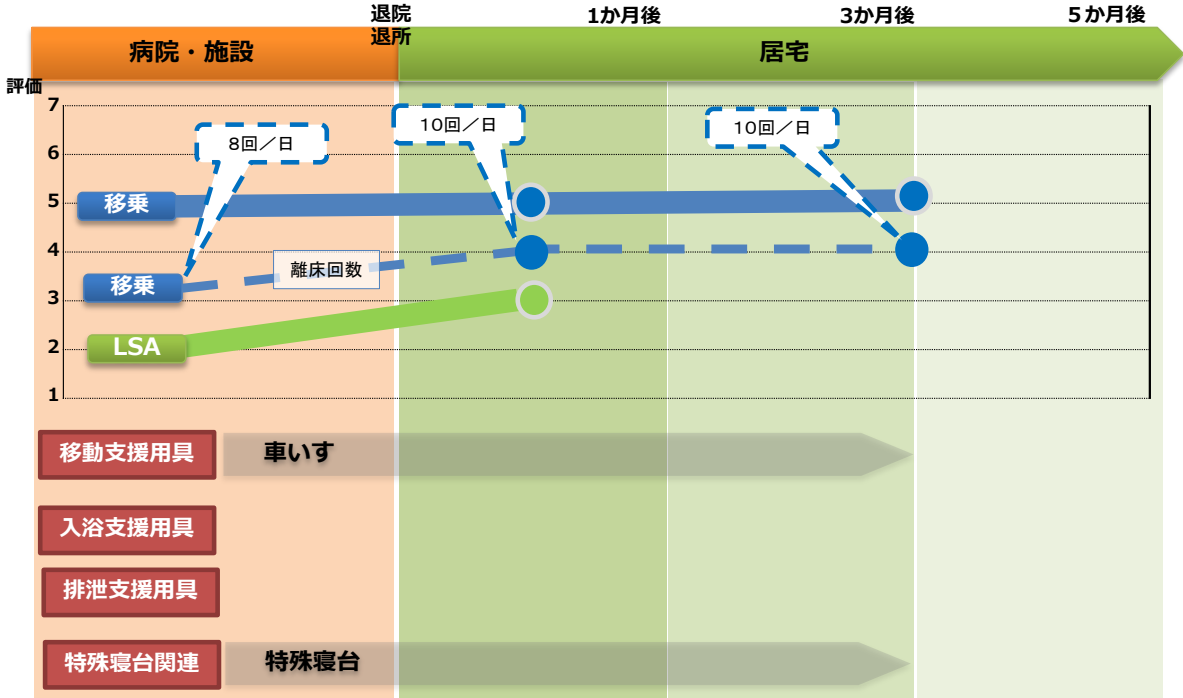 退院
退所
1か月後
3か月後
5か月後
病院・施設
居宅
評価
7
6
5
4
3
2
1
8回/日
10回/日
10回/日
移乗
移乗
離床回数
LSA
移動支援用具
車いす
入浴支援用具
排泄支援用具
特殊寝台関連
特殊寝台